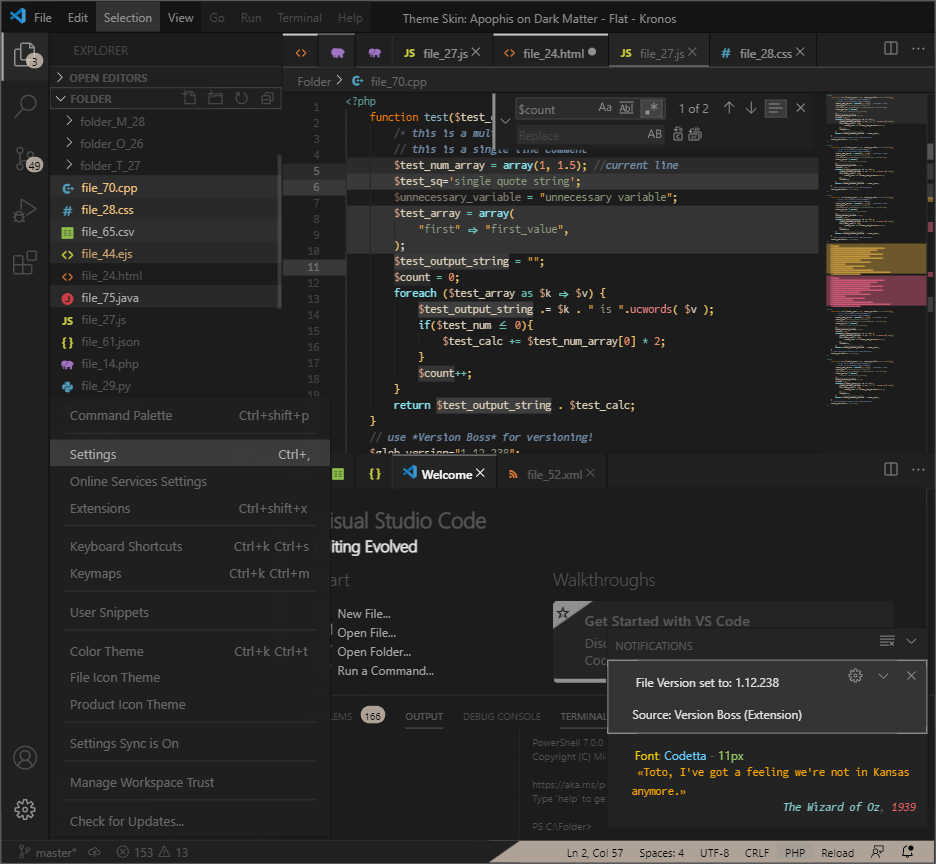 File Edit Selection View Go Run Terminal Help Theme Skin: Apophis on Dark Matter - Flat - Kronos
3
EXPLORER
file_27.js file_24.html file_27.js file_28.css
JS JS #
OPEN EDITORS
Folder file_70.cpp
FOLDER
folder_M_28
folder_O_26
folder_T_27
49
file_70.cpp
# file_28.css
file_65.csv
file_44.ejs
file_24.html
file_75.java
JS file_27.js
{} file_61.json
file_14.php
file_29.py
$count Aa Abl .* 1 of 2
Replace AB
1 <?php
2 function test($test_
3 /* this is a mul
4 // this is a single line comment
5 $test_num_array = array(1, 1.5); //current line
6 $test_sq='single quote string';
7 $unnecessary_variable = "unnecessary variable";
8 $test_array = array(
9 "first" => "first_value",
10 );
11 $test_output_string = "";
12 $count = 0;
13 foreach ($test_array as $k => $v) {
14 $test_output_string .= $k . " is ".ucwords( $v );
15 if($test_num ≤ 0){
16 $test_calc += $test_num_array[0] * 2;
17 }
18 $count++;
19 }
return $test_output_string . $test_calc;
}
// use *Version Boss* for versioning!
$glob_version="1.12.238";
Command Palette Ctrl+shift+p
Settings Ctrl+,
Online Services Settings
Extensions Ctrl+shift+x
Keyboard Shortcuts Ctrl+k Ctrl+s
Keymaps Ctrl+k Ctrl+m
User Snippets
Color Theme Ctrl+k Ctrl+t
File Icon Theme
Product Icon Theme
Settings Sync is On
Manage Workspace Trust
Check for Updates...
{} Welcome file_52.xml
isual Studio Code
iting Evolved
art
New File...
Open File...
Open Folder...
Run a Command...
Walkthroughs
Get Started with VS Code
Disc
Coc
NOTIFICATIONS
File Version set to: 1.12.238
Source: Version Boss (Extension)
LEMS 166 OUTPUT DEBUG CONSOLE TERMINAL
PowerShell 7.0.0
Copyright (C) Mi
https://aka.ms/p
Type 'help' to ge
PS C:\Folder>
Font: Codetta - 11px
«Toto, I've got a feeling we're not in Kansas
anymore.»
The Wizard of Oz, 1939
master* 153 13 Ln 2, Col 57 Spaces: 4 UTF-8 CRLF PHP Reload